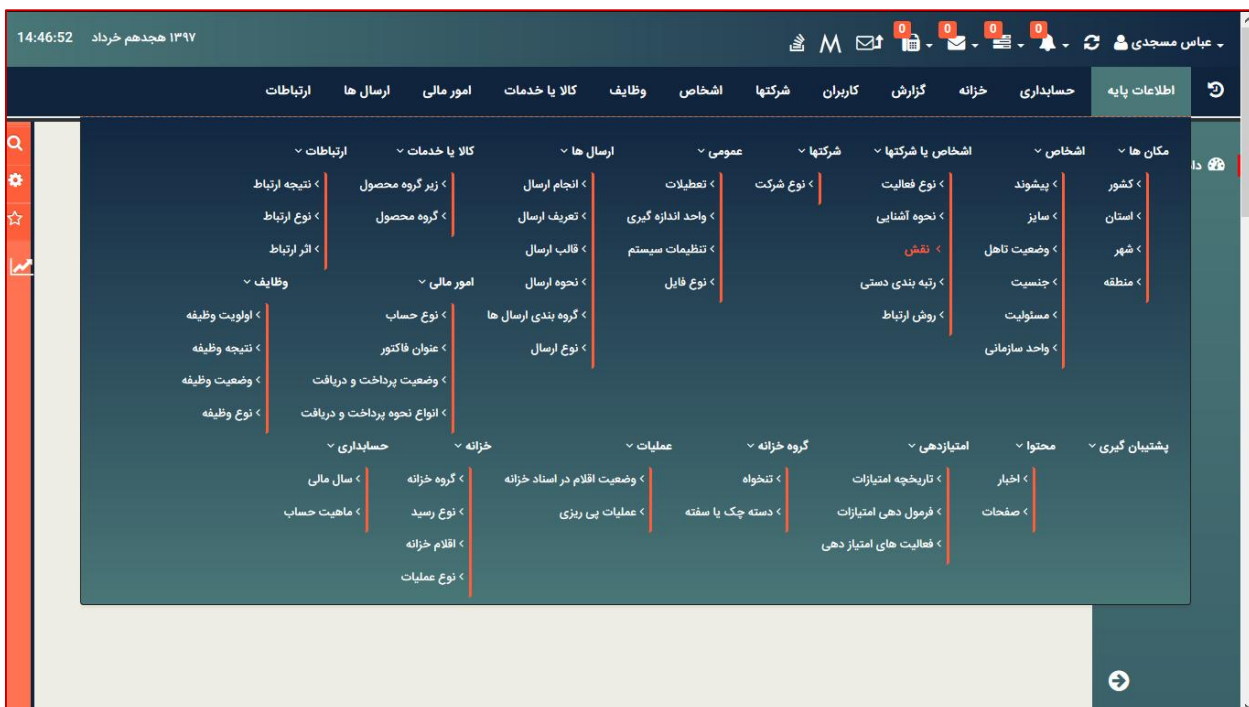 عباس مسجدی 0 0 0 0 ۱۳۹۷ هجدهم خرداد 14:46:52
اطلاعات پایه حسابداری خزانه گزارش کاربران شرکتها اشخاص وظایف کالا یا خدمات امور مالی ارسال ها ارتباطات
مکان ها
کشور
استان
شهر
منطقه
اشخاص
پیشوند
سایز
وضعیت تاهل
جنسیت
مسئولیت
واحد سازمانی
اشخاص یا شرکتها
نوع فعالیت
نحوه آشنایی
نقش
رتبه بندی دستی
روش ارتباط
شرکتها
نوع شرکت
عمومی
تعطیلات
واحد اندازه گیری
تنظیمات سیستم
نوع فایل
ارسال ها
انجام ارسال
تعریف ارسال
قالب ارسال
نحوه ارسال
گروه بندی ارسال ها
نوع ارسال
کالا یا خدمات
زیر گروه محصول
گروه محصول
امور مالی
نوع حساب
عنوان فاکتور
وضعیت پرداخت و دریافت
انواع نحوه پرداخت و دریافت
ارتباطات
نتیجه ارتباط
نوع ارتباط
اثر ارتباط
وظایف
اولویت وظیفه
نتیجه وظیفه
وضعیت وظیفه
نوع وظیفه
پشتیبان گیری
محتوا
اخبار
صفحات
امتیازدهی
تاریخچه امتیازات
فرمول دهی امتیازات
فعالیت های امتیاز دهی
گروه خزانه
تنخواه
دسته چک یا سفته
عملیات
وضعیت اقلام در اسناد خزانه
عملیات پی ریزی
خزانه
گروه خزانه
نوع رسید
اقلام خزانه
نوع عملیات
حسابداری
سال مالی
ماهیت حساب